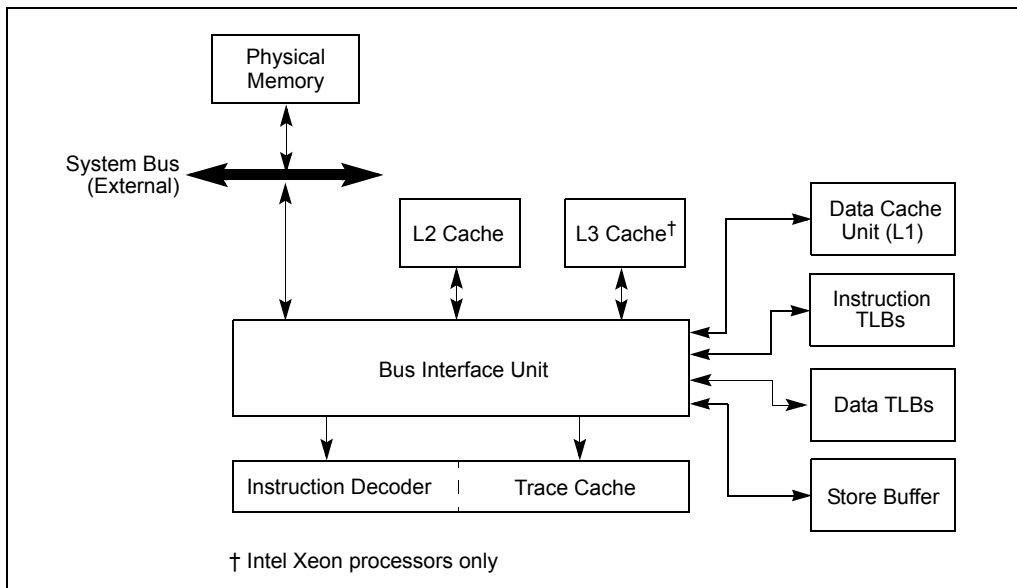 Physical
Memory
System Bus
(External)
L2 Cache
L3 Cache†
Data Cache
Unit (L1)
Instruction
TLBs
Bus Interface Unit
Data TLBs
Instruction Decoder
Trace Cache
Store Buffer
† Intel Xeon processors only